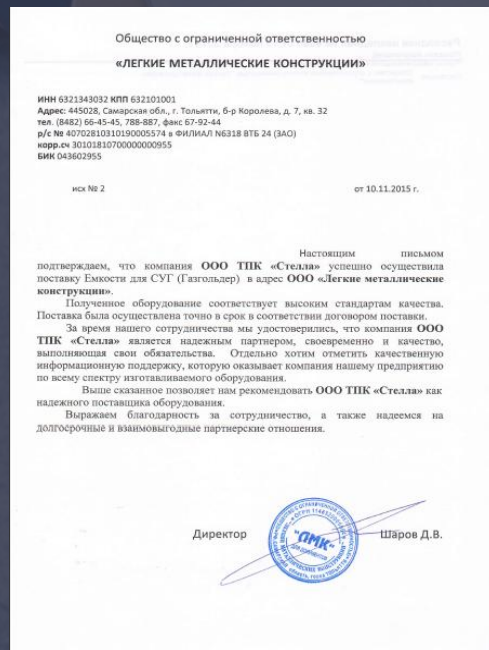 Общество с ограниченной ответственностью
«ЛЕГКИЕ МЕТАЛЛИЧЕСКИЕ КОНСТРУКЦИИ»
ИНН 6321343032 КПП 632101001
Адрес: 445028, Самарская обл., г. Тольятти, б-р Королева, д. 7, кв. 32
тел. (8482) 66-45-45, 788-887, факс 67-92-44
р/с № 40702810310190005574 в ФИЛИАЛ N6318 ВТБ 24 (ЗАО)
корр.сч 30101810700000000955
БИК 043602955
исх № 2 от 10.11.2015 г.
Настоящим письмом
подтверждаем, что компания ООО ТПК «Стелла» успешно осуществила
поставку Емкости для СУГ (Газгольдер) в адрес ООО «Легкие металлические
конструкции».
Полученное оборудование соответствует высоким стандартам качества.
Поставка была осуществлена точно в срок в соответствии договором поставки.
За время нашего сотрудничества мы удостоверились, что компания ООО
ТПК «Стелла» является надежным партнером, своевременно и качество,
выполняющая свои обязательства. Отдельно хотим отметить качественную
информационную поддержку, которую оказывает компания нашему предприятию
по всему спектру изготавливаемого оборудования.
Выше сказанное позволяет нам рекомендовать ООО ТПК «Стелла» как
надежного поставщика оборудования.
Выражаем благодарность за сотрудничество, а также надеемся на
долгосрочные и взаимовыгодные партнерские отношения.
Директор Шаров Д.В.
"ЛМК"